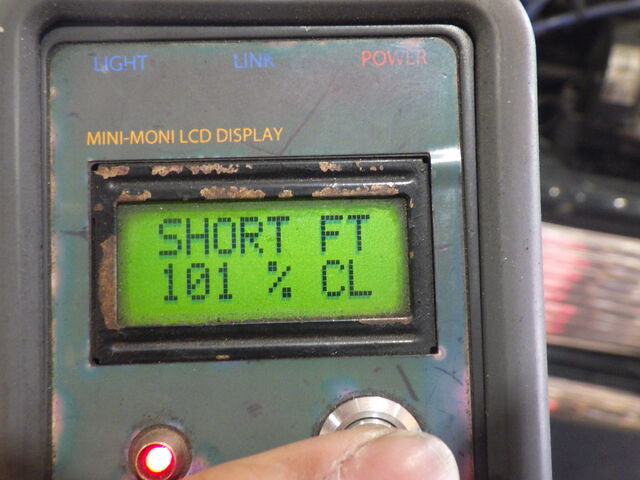 LIGHT LINK POWER
MINI-MONI LCD DISPLAY
SHORT FT
101 % CL